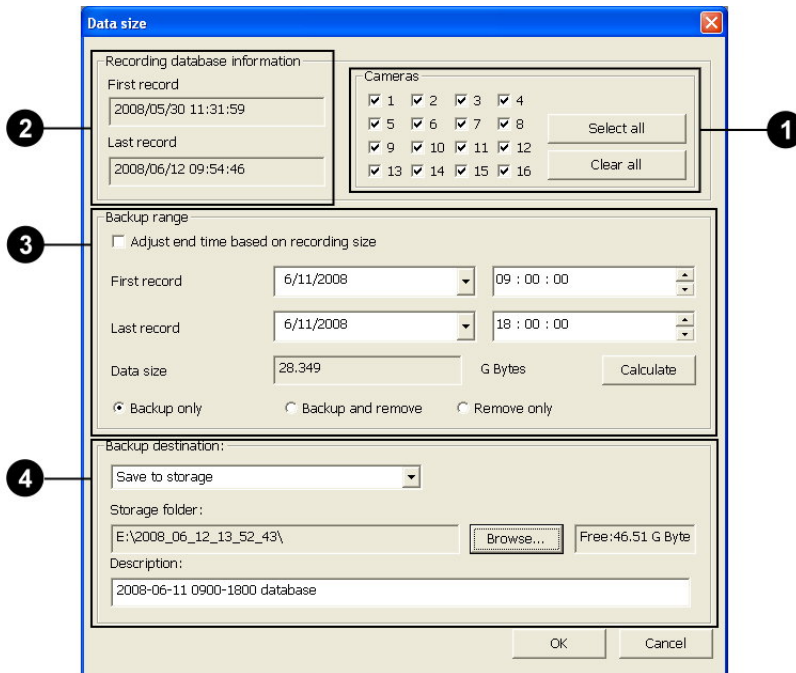 Data size
Recording database information
First record
2008/05/30 11:31:59
Last record
2008/06/12 09:54:46
2
Cameras
1 2 3 4
5 6 7 8
9 10 11 12
13 14 15 16
Select all
Clear all
1
Backup range
3
Adjust end time based on recording size
First record 6/11/2008 09 : 00 : 00
Last record 6/11/2008 18 : 00 : 00
Data size 28.349 G Bytes Calculate
Backup only Backup and remove Remove only
Backup destination:
4
Save to storage
Storage folder:
E:\2008_06_12_13_52_43\ Browse... Free:46.51 G Byte
Description:
2008-06-11 0900-1800 database
OK Cancel